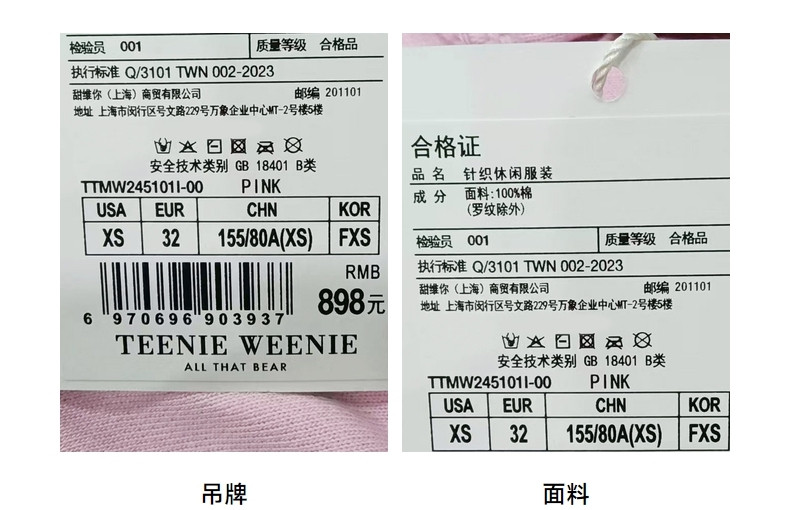 检验员 001 质量等级 合格品
执行标准 Q/3101 TWN 002-2023
甜维你（上海）商贸有限公司 邮编 201101
地址 上海市闵行区号文路229号万象企业中心MT-2号楼5楼
安全技术类别 GB 18401 B类
TTMW245101I-00 PINK
USA EUR CHN KOR
XS 32 155/80A(XS) FXS
RMB
898元
6 970696 903937
TEENIE WEENIE
ALL THAT BEAR
吊牌
合格证
品 名 针织休闲服装
成 分 面料:100%棉
(罗纹除外)
检验员 001 质量等级 合格品
执行标准 Q/3101 TWN 002-2023
甜维你（上海）商贸有限公司 邮编 201101
地址 上海市闵行区号文路229号万象企业中心MT-2号楼5楼
安全技术类别 GB 18401 B类
TTMW245101I-00 PINK
USA EUR CHN KOR
XS 32 155/80A(XS) FXS
面料